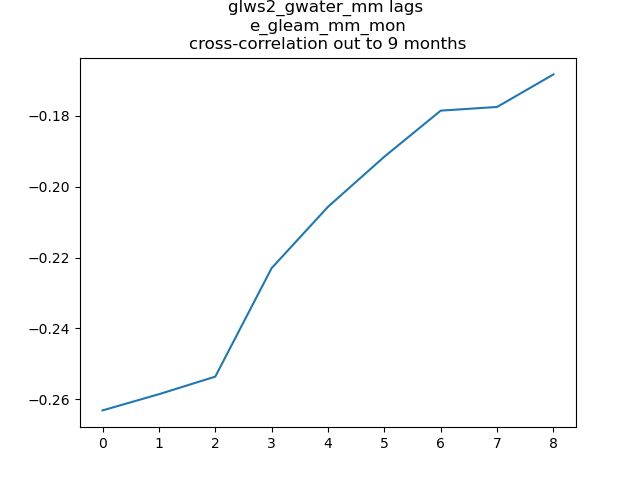 glws2_gwater_mm lags
e_gleam_mm_mon
cross-correlation out to 9 months
−0.18
−0.20
−0.22
−0.24
−0.26
0 1 2 3 4 5 6 7 8